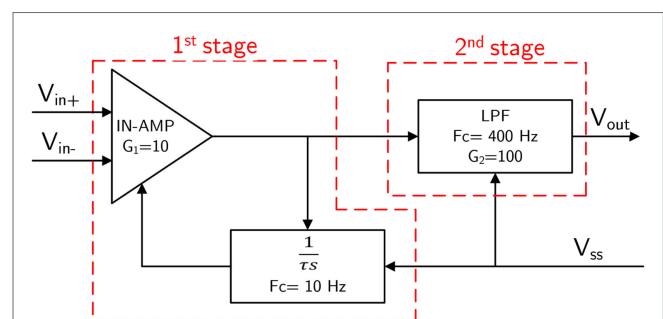 1st stage
2nd stage
Vin+
Vin-
IN-AMP
G1=10
LPF
Fc= 400 Hz
G2=100
Vout
1
τs
Fc= 10 Hz
Vss